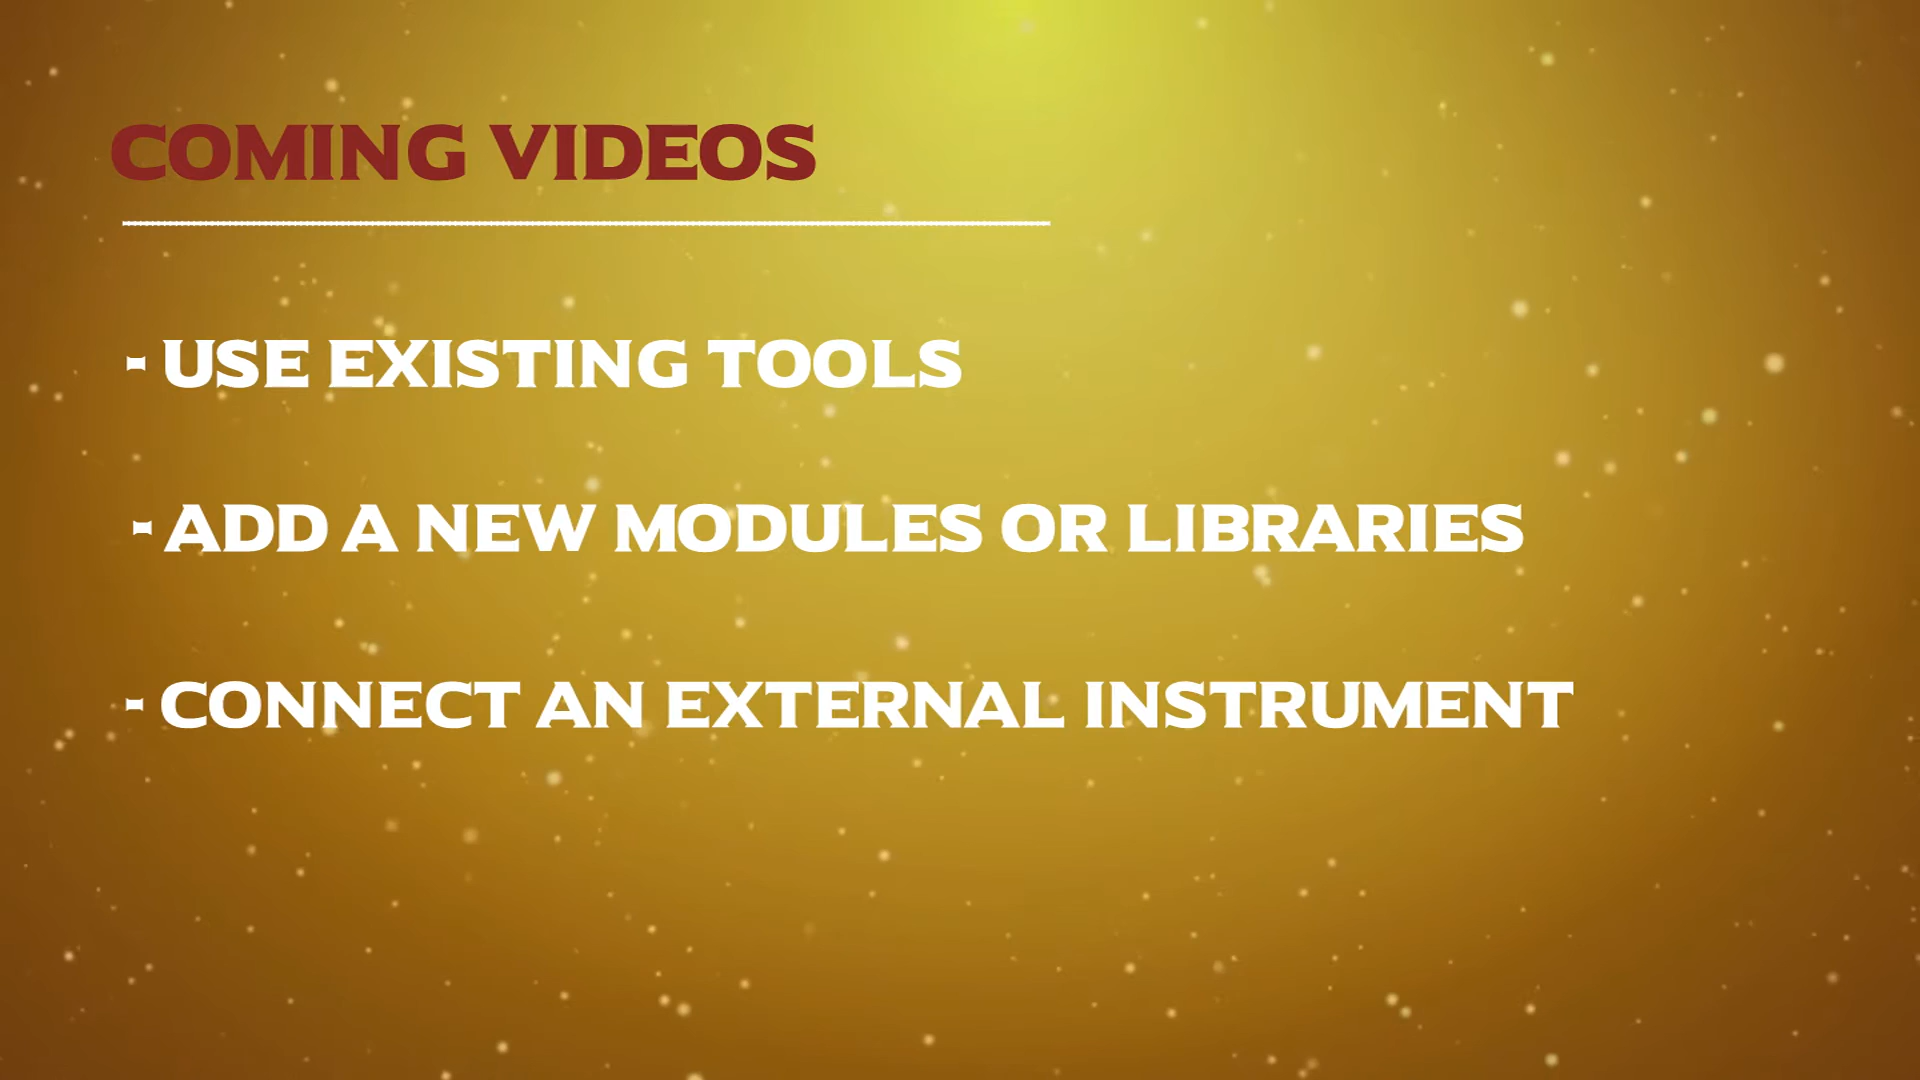 COMING VIDEOS
- USE EXISTING TOOLS
- ADD A NEW MODULES OR LIBRARIES
- CONNECT AN EXTERNAL INSTRUMENT